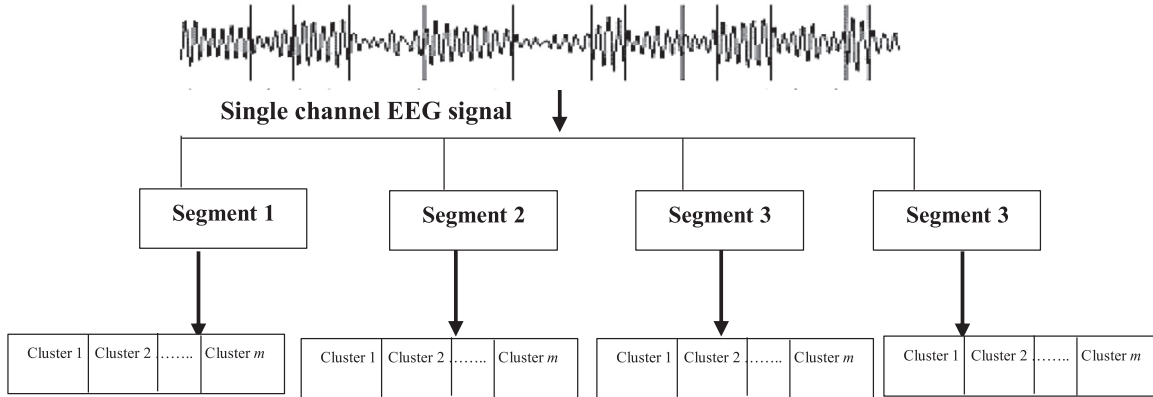 Single channel EEG signal
Segment 1
Segment 2
Segment 3
Segment 3
Cluster 1 Cluster 2 ........ Cluster m
Cluster 1 Cluster 2 ........ Cluster m
Cluster 1 Cluster 2 ........ Cluster m
Cluster 1 Cluster 2 ........ Cluster m